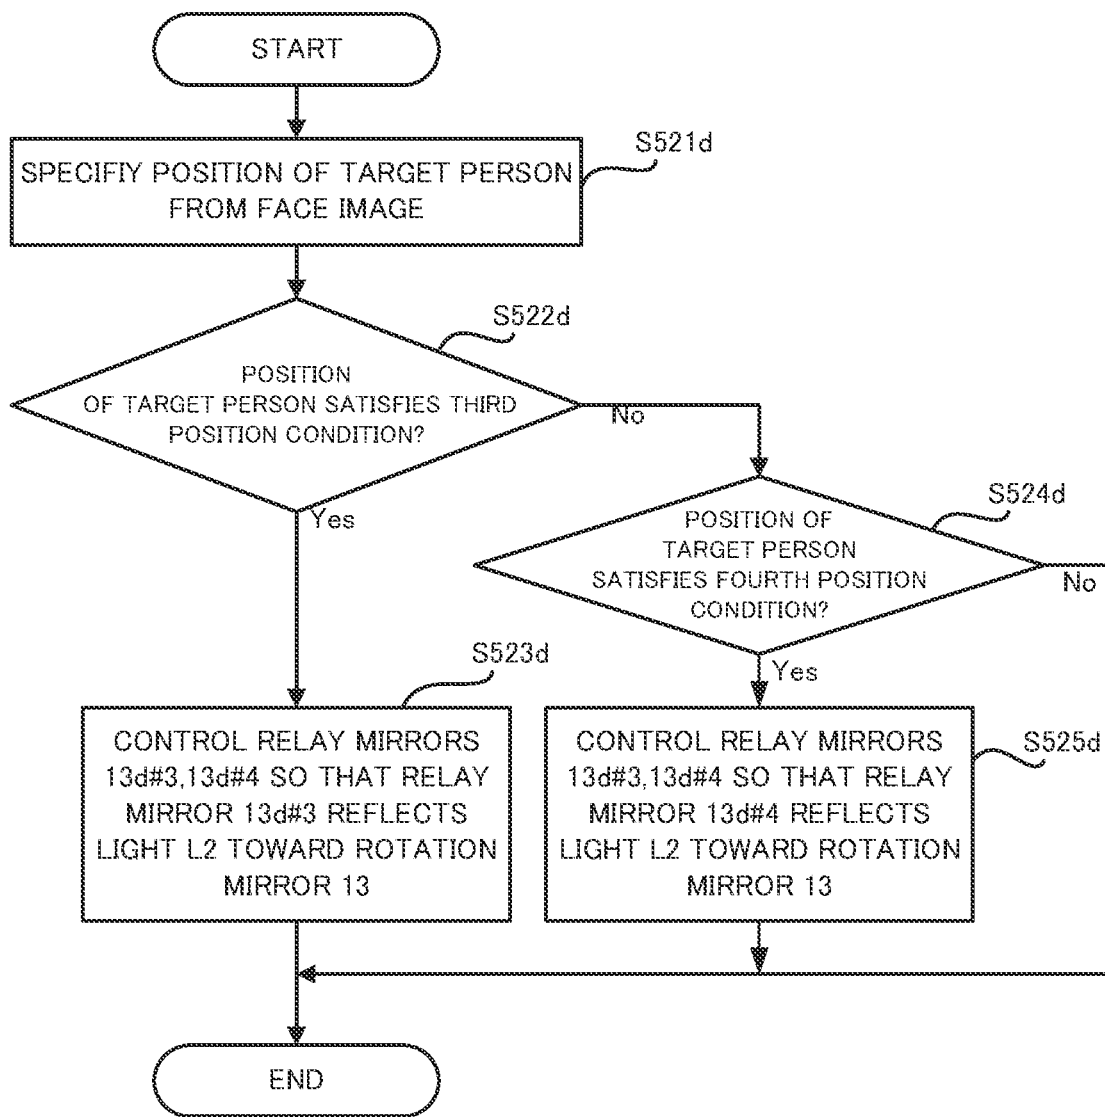 START
S521d
SPECIFIY POSITION OF TARGET PERSON
FROM FACE IMAGE
S522d
POSITION
OF TARGET PERSON SATISFIES THIRD
POSITION CONDITION?
No
Yes
S524d
POSITION OF
TARGET PERSON
SATISFIES FOURTH POSITION
CONDITION?
No
Yes
S523d
CONTROL RELAY MIRRORS
13d#3,13d#4 SO THAT RELAY
MIRROR 13d#3 REFLECTS
LIGHT L2 TOWARD ROTATION
MIRROR 13
S525d
CONTROL RELAY MIRRORS
13d#3,13d#4 SO THAT RELAY
MIRROR 13d#4 REFLECTS
LIGHT L2 TOWARD ROTATION
MIRROR 13
END